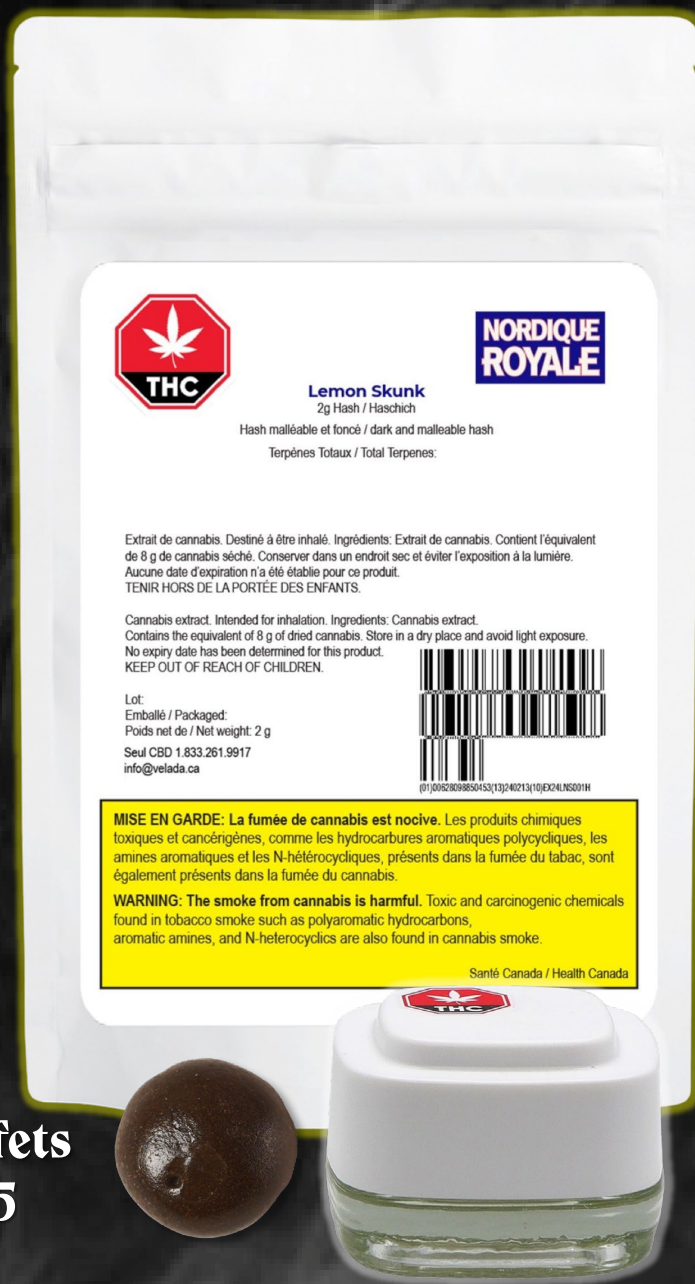 THC
NORDIQUE
ROYALE
Lemon Skunk
2g Hash / Haschich
Hash malléable et foncé / dark and malleable hash
Terpénes Totaux / Total Terpenes:
Extrait de cannabis. Destiné à être inhalé. Ingrédients: Extrait de cannabis. Contient l'équivalent
de 8 g de cannabis séché. Conserver dans un endroit sec et éviter l'exposition à la lumière.
Aucune date d'expiration n'a été établie pour ce produit.
TENIR HORS DE LA PORTÉE DES ENFANTS.
Cannabis extract. Intended for inhalation. Ingredients: Cannabis extract.
Contains the equivalent of 8 g of dried cannabis. Store in a dry place and avoid light exposure.
No expiry date has been determined for this product.
KEEP OUT OF REACH OF CHILDREN.
Lot:
Emballé / Packaged:
Poids net de / Net weight: 2 g
Seul CBD 1.833.261.9917
info@velada.ca
(01)00628098850453(13)240213(10)EX24LNS001H
MISE EN GARDE: La fumée de cannabis est nocive. Les produits chimiques
toxiques et cancérigènes, comme les hydrocarbures aromatiques polycycliques, les
amines aromatiques et les N-hétérocycliques, présents dans la fumée du tabac, sont
également présents dans la fumée du cannabis.
WARNING: The smoke from cannabis is harmful. Toxic and carcinogenic chemicals
found in tobacco smoke such as polyaromatic hydrocarbons,
aromatic amines, and N-heterocyclics are also found in cannabis smoke.
Santé Canada / Health Canada
THC
fets
5